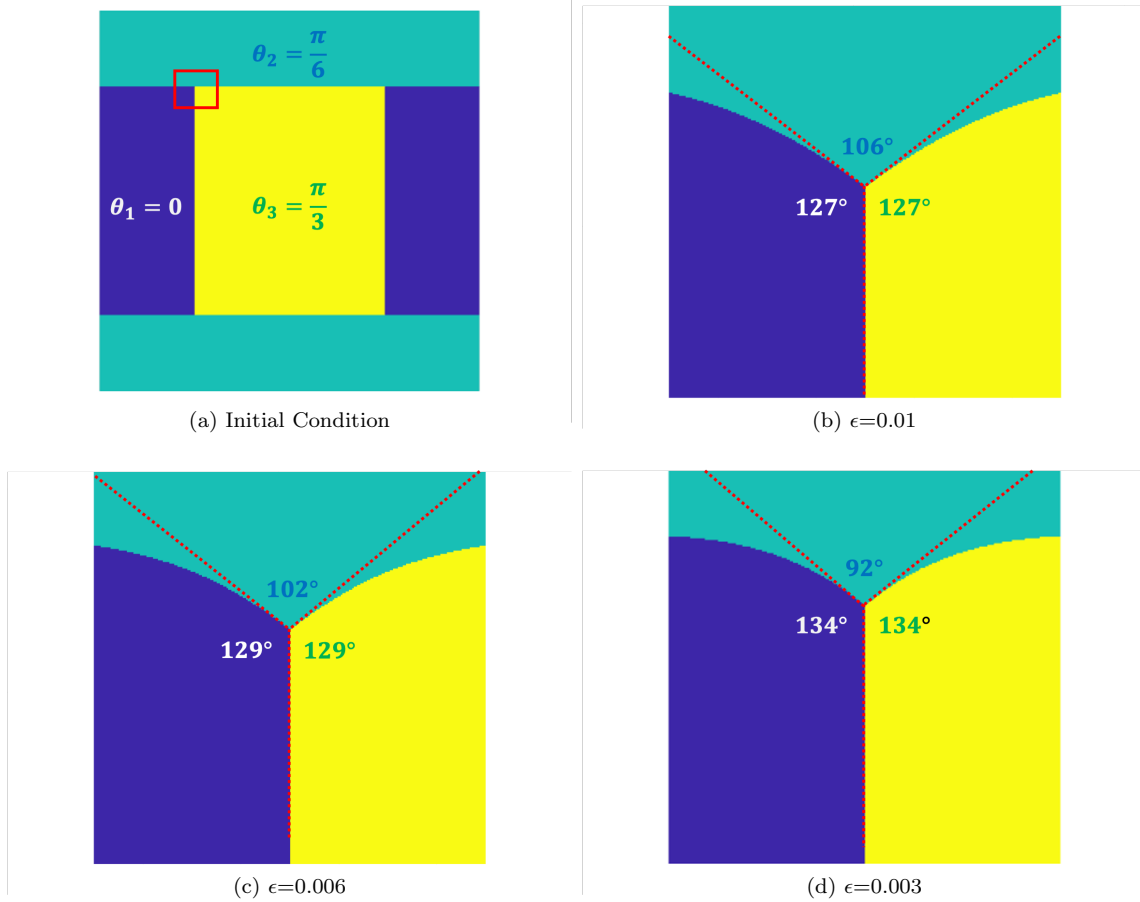 θ₂ = π/6
θ₁ = 0
θ₃ = π/3
(a) Initial Condition
106°
127°
127°
(b) ϵ=0.01
102°
129°
129°
(c) ϵ=0.006
92°
134°
134°
(d) ϵ=0.003